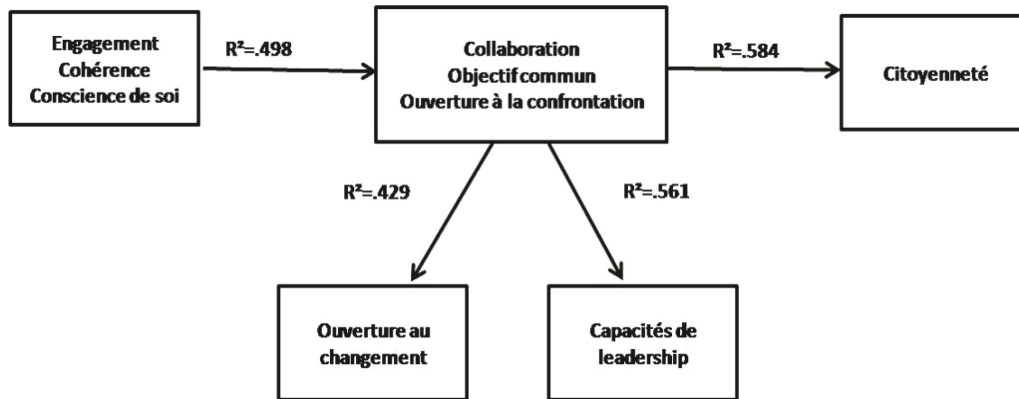 Engagement
Cohérence
Conscience de soi
R²=.498
Collaboration
Objectif commun
Ouverture à la confrontation
R²=.584
Citoyenneté
R²=.429
R²=.561
Ouverture au
changement
Capacités de
leadership